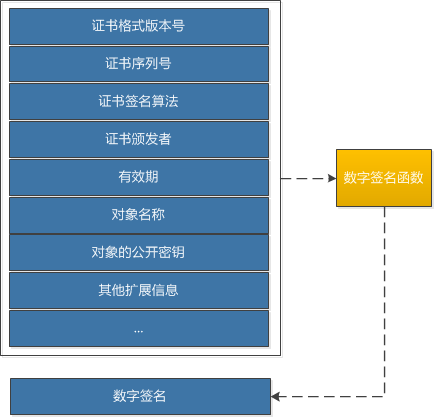 证书格式版本号
证书序列号
证书签名算法
证书颁发者
有效期
对象名称
对象的公开密钥
其他扩展信息
...
数字签名函数
数字签名